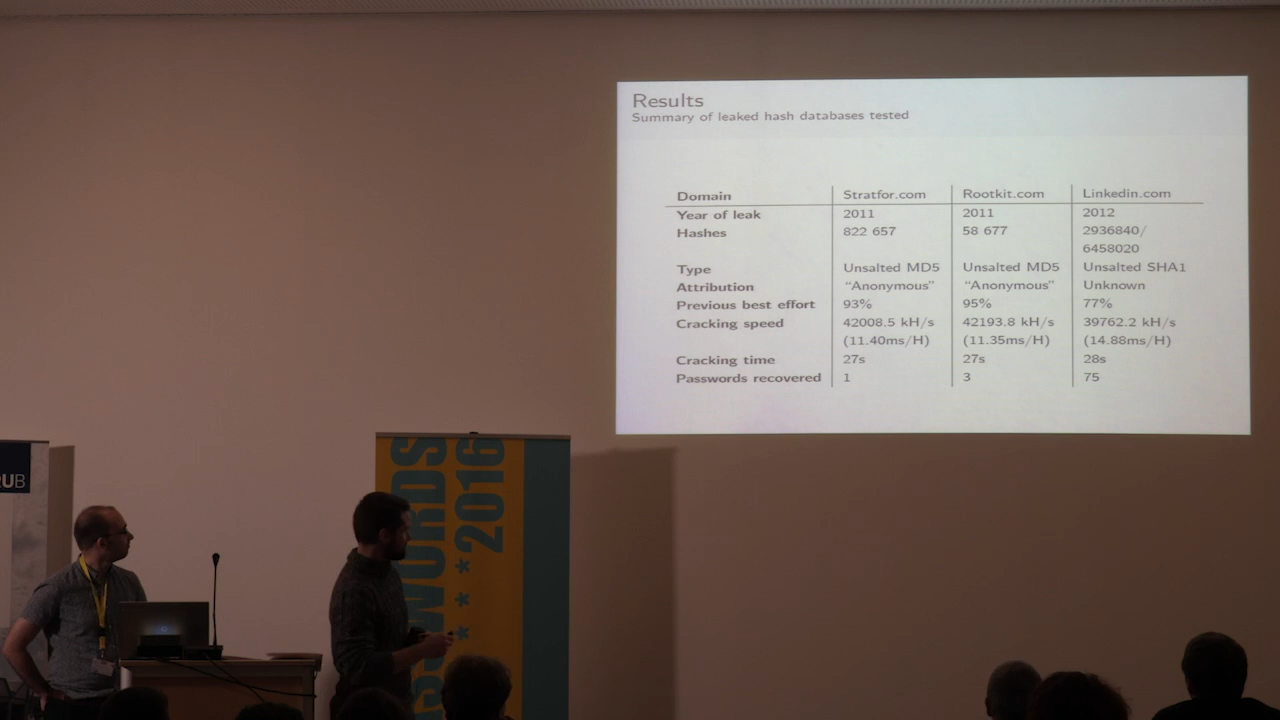 Results
Summary of leaked hash databases tested
Domain Stratfor.com Rootkit.com Linkedin.com
Year of leak 2011 2011 2012
Hashes 822 657 58 677 2936840/
6458020
Type Unsalted MD5 Unsalted MD5 Unsalted SHA1
Attribution “Anonymous” “Anonymous” Unknown
Previous best effort 93% 95% 77%
Cracking speed 42008.5 kH/s 42193.8 kH/s 39762.2 kH/s
(11.40ms/H) (11.35ms/H) (14.88ms/H)
Cracking time 27s 27s 28s
Passwords recovered 1 3 75
UB
SSWORDS
****2016